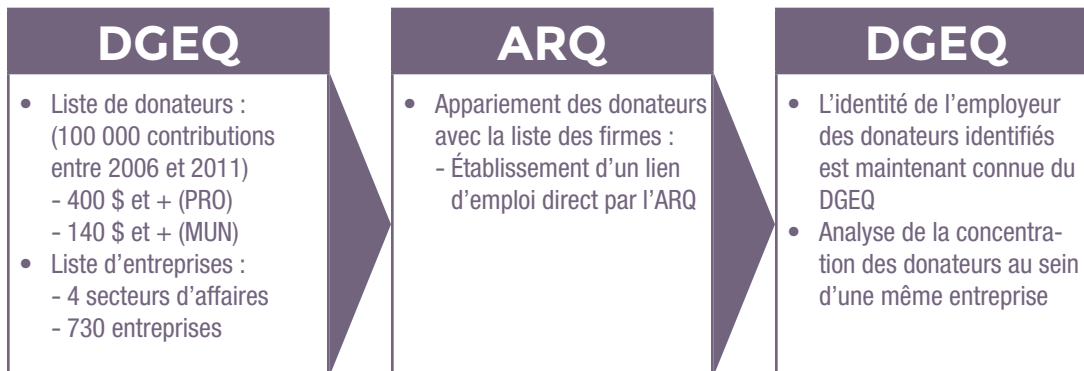 DGEQ
• Liste de donateurs :
(100 000 contributions
entre 2006 et 2011)
- 400 $ et + (PRO)
- 140 $ et + (MUN)
• Liste d'entreprises :
- 4 secteurs d'affaires
- 730 entreprises
ARQ
• Appariement des donateurs
avec la liste des firmes :
- Établissement d'un lien
d'emploi direct par l'ARQ
DGEQ
• L'identité de l'employeur
des donateurs identifiés
est maintenant connue du
DGEQ
• Analyse de la concentra-
tion des donateurs au sein
d'une même entreprise